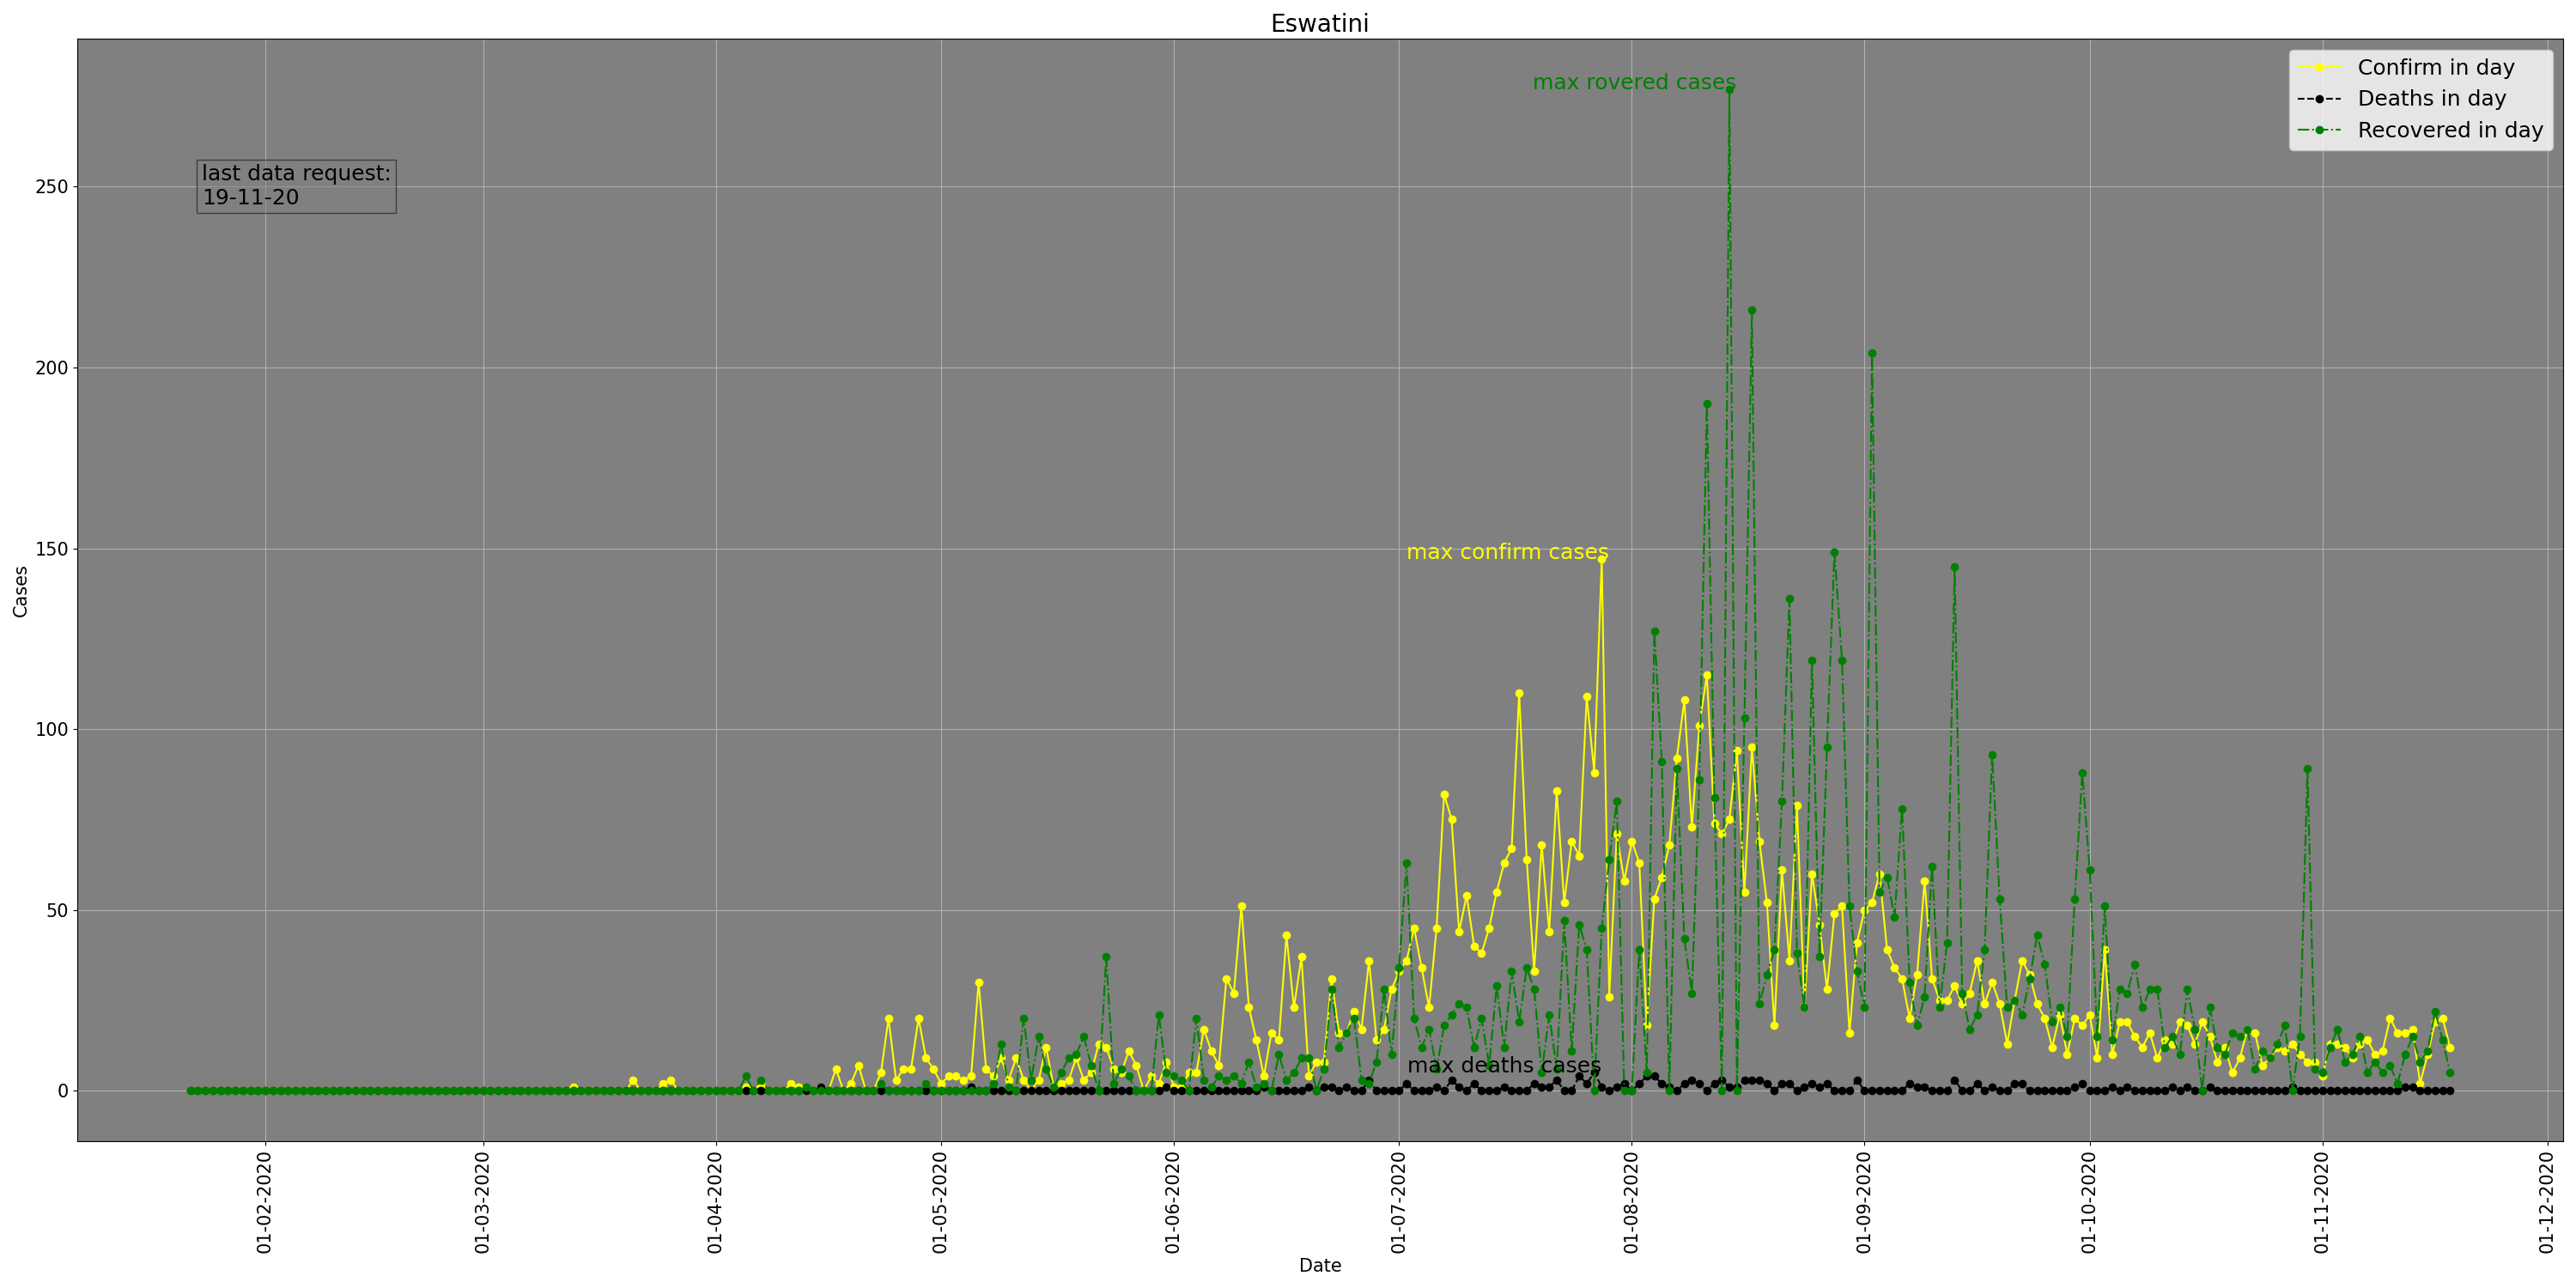 Eswatini
max rovered cases
Confirm in day
Deaths in day
Recovered in day
last data request:
19-11-20
max confirm cases
max deaths cases
Cases
250
200
150
100
50
0
01-02-2020
01-03-2020
01-04-2020
01-05-2020
01-06-2020
01-07-2020
01-08-2020
01-09-2020
01-10-2020
01-11-2020
01-12-2020
Date